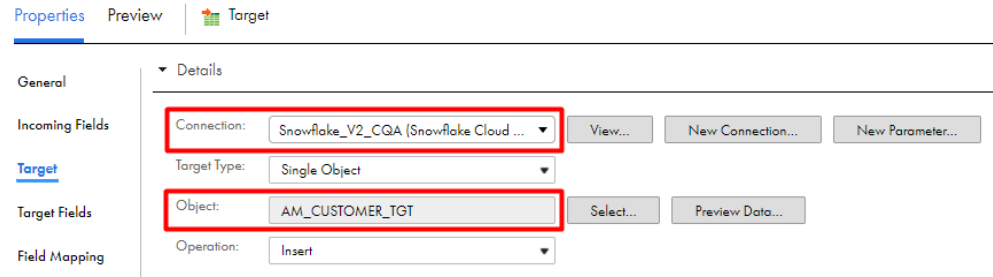 Properties Preview Target
Details
General
Incoming Fields Connection: Snowflake_V2_CQA (Snowflake Cloud ... View... New Connection... New Parameter...
Target Target Type: Single Object
Target Fields Object: AM_CUSTOMER_TGT Select... Preview Data...
Field Mapping Operation: Insert